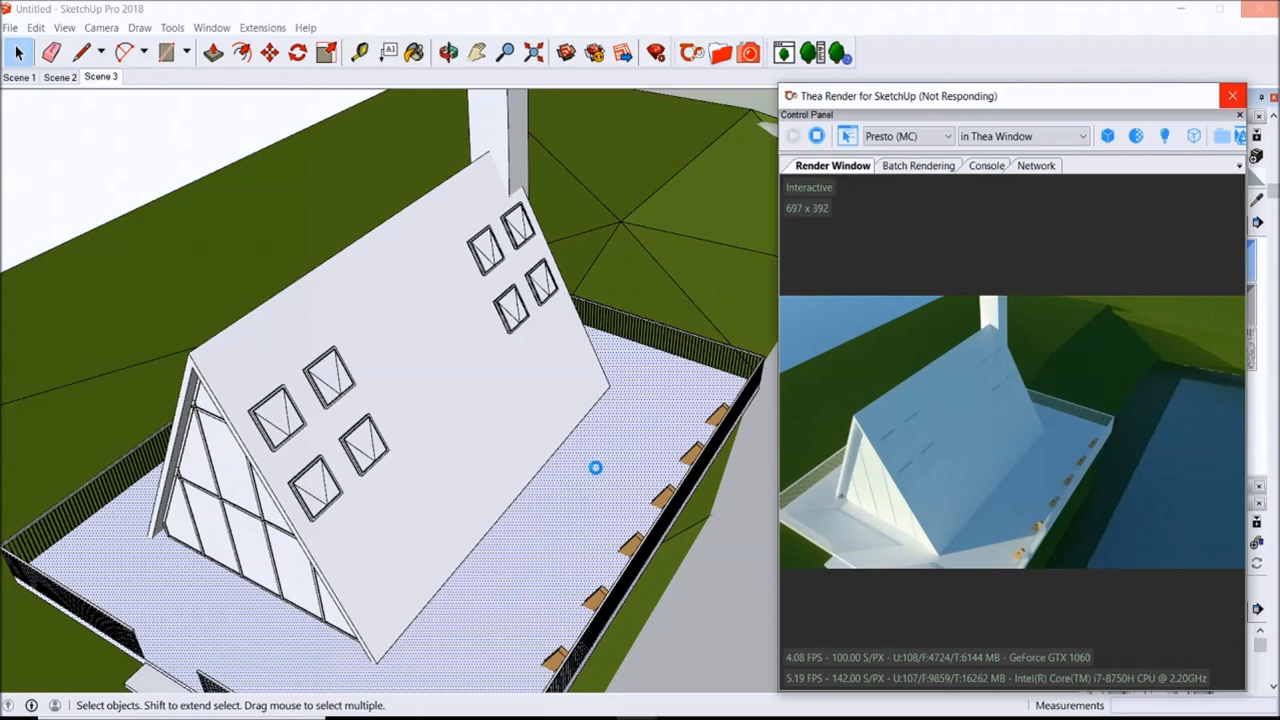 Untitled - SketchUp Pro 2018
File Edit View Camera Draw Tools Window Extensions Help
A1
Scene 1 Scene 2 Scene 3
Thea Render for SketchUp (Not Responding)
Control Panel
Presto (MC) in Thea Window
Render Window Batch Rendering Console Network
Interactive
697 x 392
4.08 FPS - 100.00 S/PX - U:108/F:4724/T:6144 MB - GeForce GTX 1060
5.19 FPS - 142.00 S/PX - U:107/F:9859/T:16262 MB - Intel(R) Core(TM) i7-8750H CPU @ 2.20GHz
Select objects. Shift to extend select. Drag mouse to select multiple.
Measurements